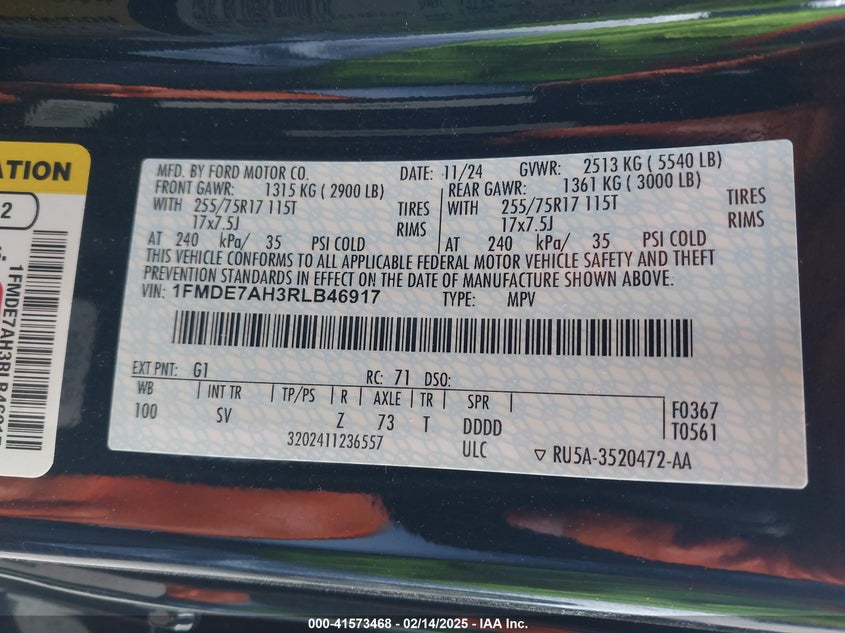 ATION
2
1FMDE7AH3RLB46917
MFD. BY FORD MOTOR CO. DATE: 11/24 GVWR: 2513 KG ( 5540 LB)
FRONT GAWR: 1315 KG ( 2900 LB) REAR GAWR: 1361 KG ( 3000 LB)
WITH 255/75R17 115T TIRES WITH 255/75R17 115T TIRES
17x7.5J RIMS 17x7.5J RIMS
AT 240 kPa/ 35 PSI COLD AT 240 kPa/ 35 PSI COLD
THIS VEHICLE CONFORMS TO ALL APPLICABLE FEDERAL MOTOR VEHICLE SAFETY AND THEFT
PREVENTION STANDARDS IN EFFECT ON THE DATE OF MANUFACTURE SHOWN ABOVE.
VIN: 1FMDE7AH3RLB46917 TYPE: MPV
EXT PNT: G1 RC: 71 DSO:
WB INT TR TP/PS R AXLE TR SPR F0367
100 SV Z 73 T DDDD T0561
3202411236557 ULC ▽ RU5A-3520472-AA
000-41573468 - 02/14/2025 - IAA Inc.